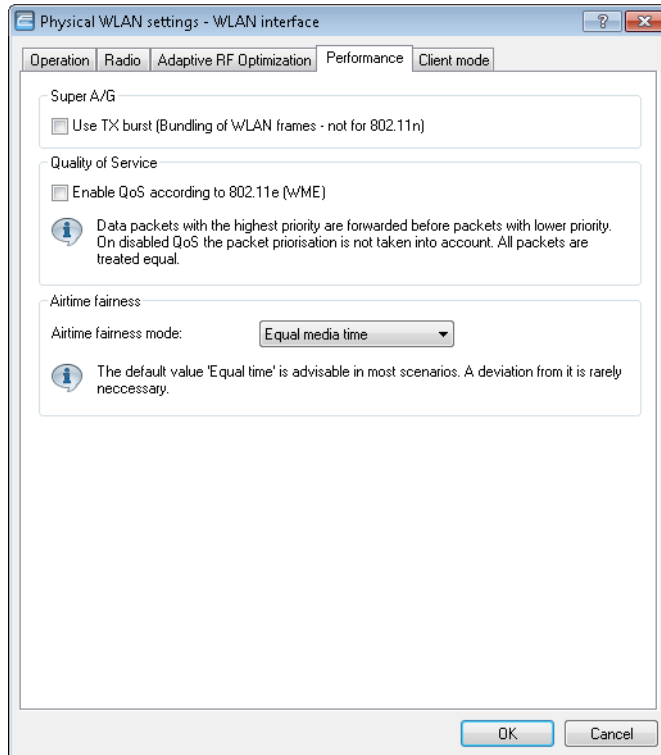 Physical WLAN settings - WLAN interface
Operation Radio Adaptive RF Optimization Performance Client mode
Super A/G
Use TX burst (Bundling of WLAN frames - not for 802.11n)
Quality of Service
Enable QoS according to 802.11e (WME)
Data packets with the highest priority are forwarded before packets with lower priority.
On disabled QoS the packet priorisation is not taken into account. All packets are
treated equal.
Airtime fairness
Airtime fairness mode: Equal media time
The default value 'Equal time' is advisable in most scenarios. A deviation from it is rarely
neccessary.
OK Cancel